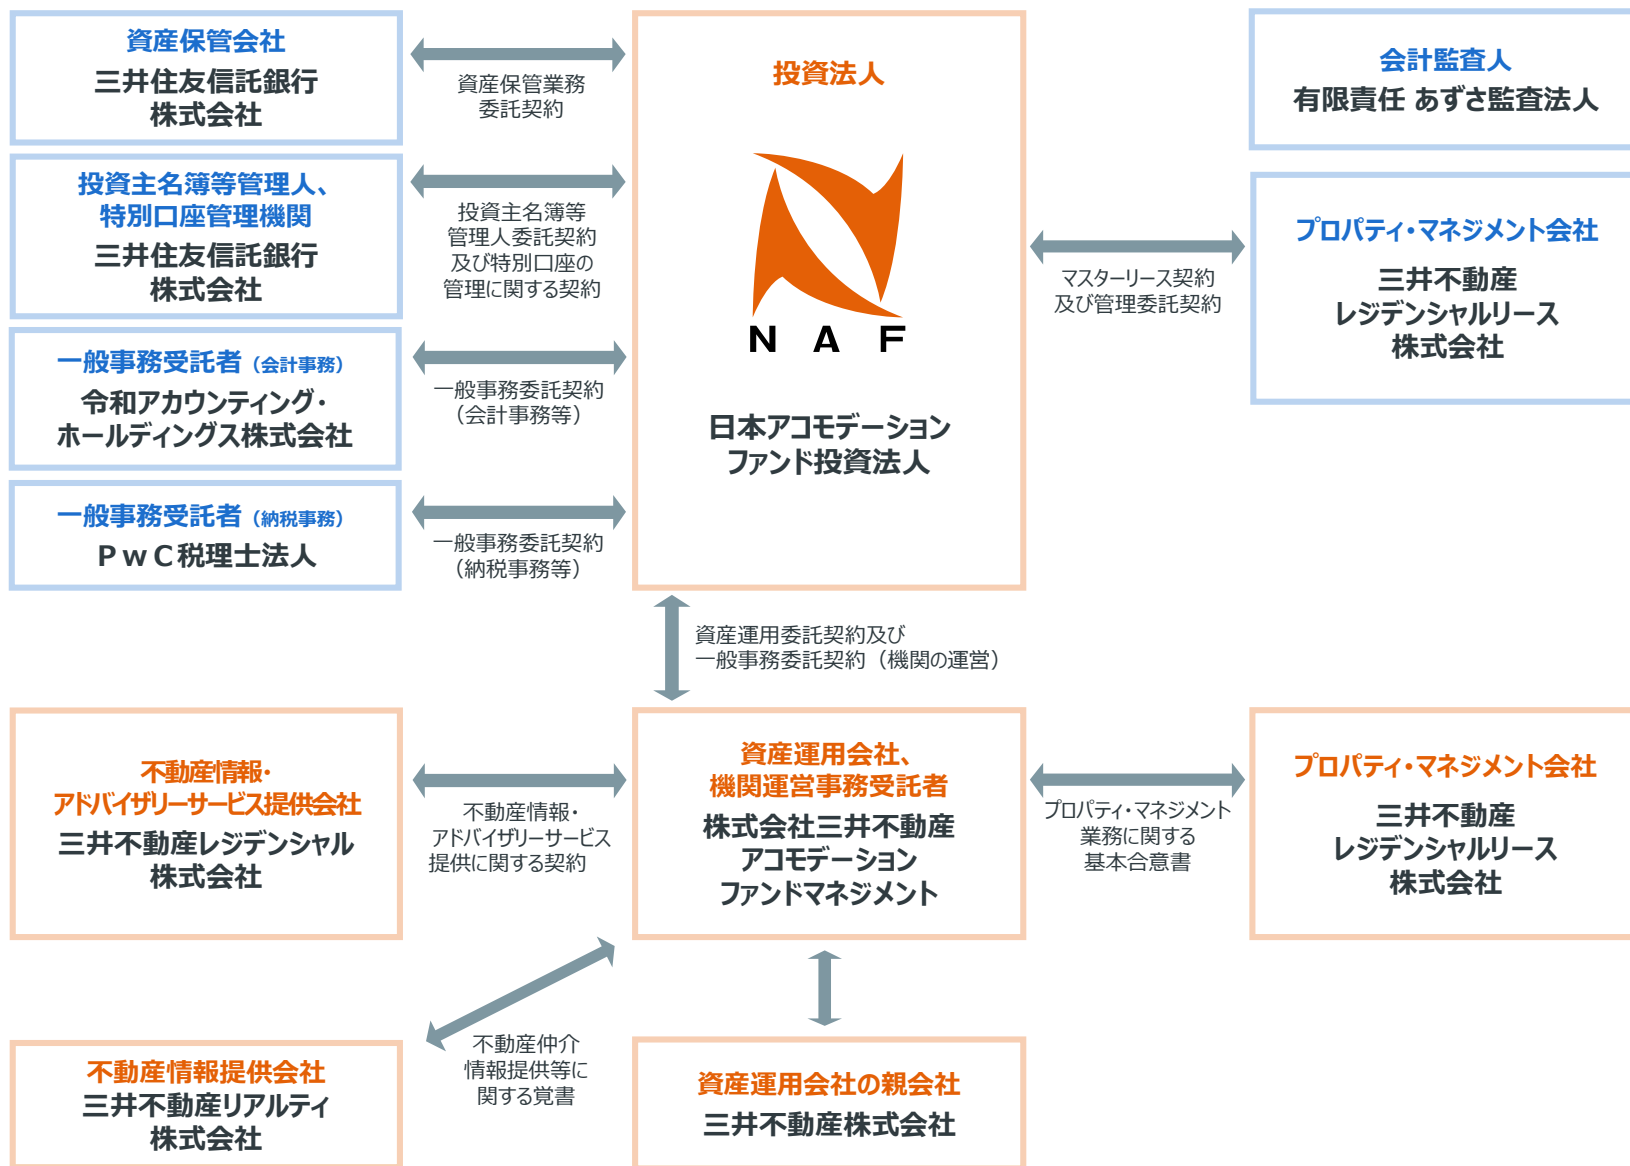 資産保管会社
三井住友信託銀行
株式会社
資産保管業務
委託契約
投資主名簿等管理人、
特別口座管理機関
三井住友信託銀行
株式会社
投資主名簿等
管理人委託契約
及び特別口座の
管理に関する契約
一般事務受託者（会計事務）
令和アカウンティング・
ホールディングス株式会社
一般事務委託契約
（会計事務等）
一般事務受託者（納税事務）
ＰｗＣ税理士法人
一般事務委託契約
（納税事務等）
投資法人
NAF
日本アコモデーション
ファンド投資法人
会計監査人
有限責任 あずさ監査法人
マスターリース契約
及び管理委託契約
プロパティ・マネジメント会社
三井不動産
レジデンシャルリース
株式会社
資産運用委託契約及び
一般事務委託契約（機関の運営）
不動産情報・
アドバイザリーサービス提供会社
三井不動産レジデンシャル
株式会社
不動産情報・
アドバイザリーサービス
提供に関する契約
資産運用会社、
機関運営事務受託者
株式会社三井不動産
アコモデーション
ファンドマネジメント
プロパティ・マネジメント
業務に関する
基本合意書
プロパティ・マネジメント会社
三井不動産
レジデンシャルリース
株式会社
不動産情報提供会社
三井不動産リアルティ
株式会社
不動産仲介
情報提供等に
関する覚書
資産運用会社の親会社
三井不動産株式会社